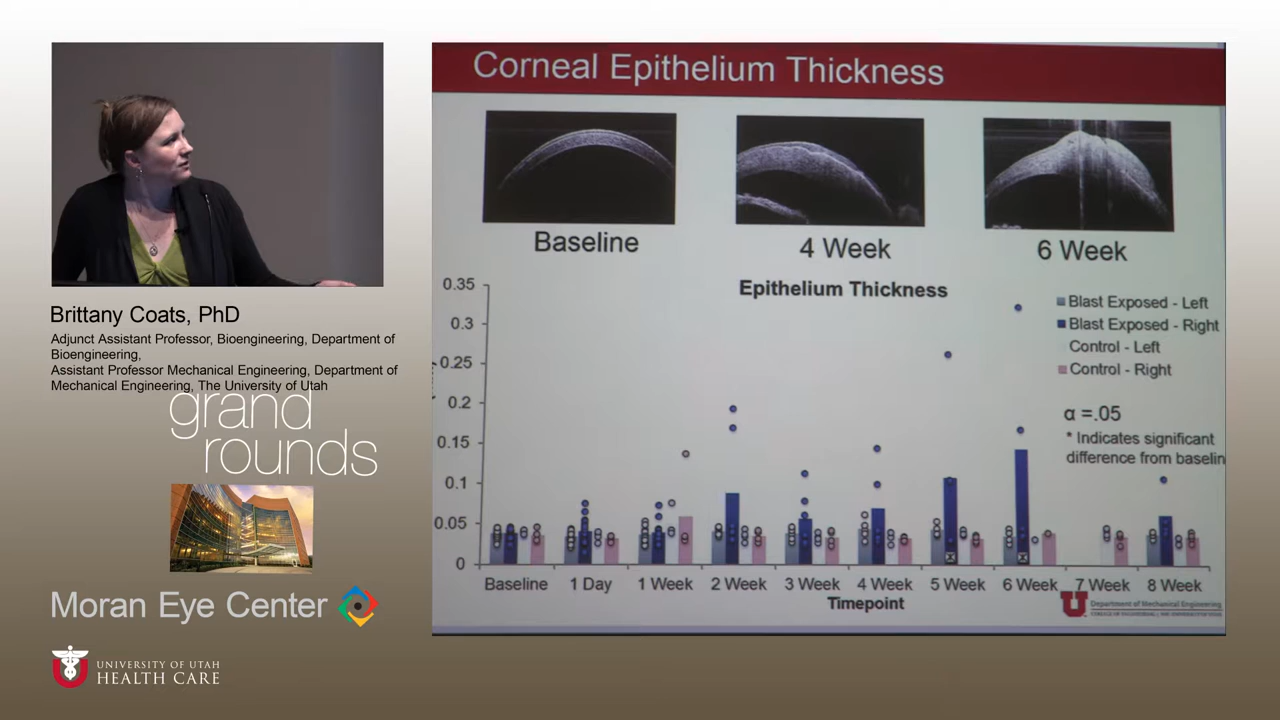 Corneal Epithelium Thickness
Baseline
4 Week
6 Week
Epithelium Thickness
0.35
0.3
0.25
0.2
0.15
0.1
0.05
0
Blast Exposed - Left
Blast Exposed - Right
Control - Left
Control - Right
α =.05
* Indicates significant
difference from baselin
Baseline 1 Day 1 Week 2 Week 3 Week 4 Week 5 Week 6 Week 7 Week 8 Week
Timepoint
U Department of Mechanical Engineering
Brittany Coats, PhD
Adjunct Assistant Professor, Bioengineering, Department of
Bioengineering,
Assistant Professor Mechanical Engineering, Department of
Mechanical Engineering, The University of Utah
grand
rounds
Moran Eye Center
UNIVERSITY OF UTAH
HEALTH CARE